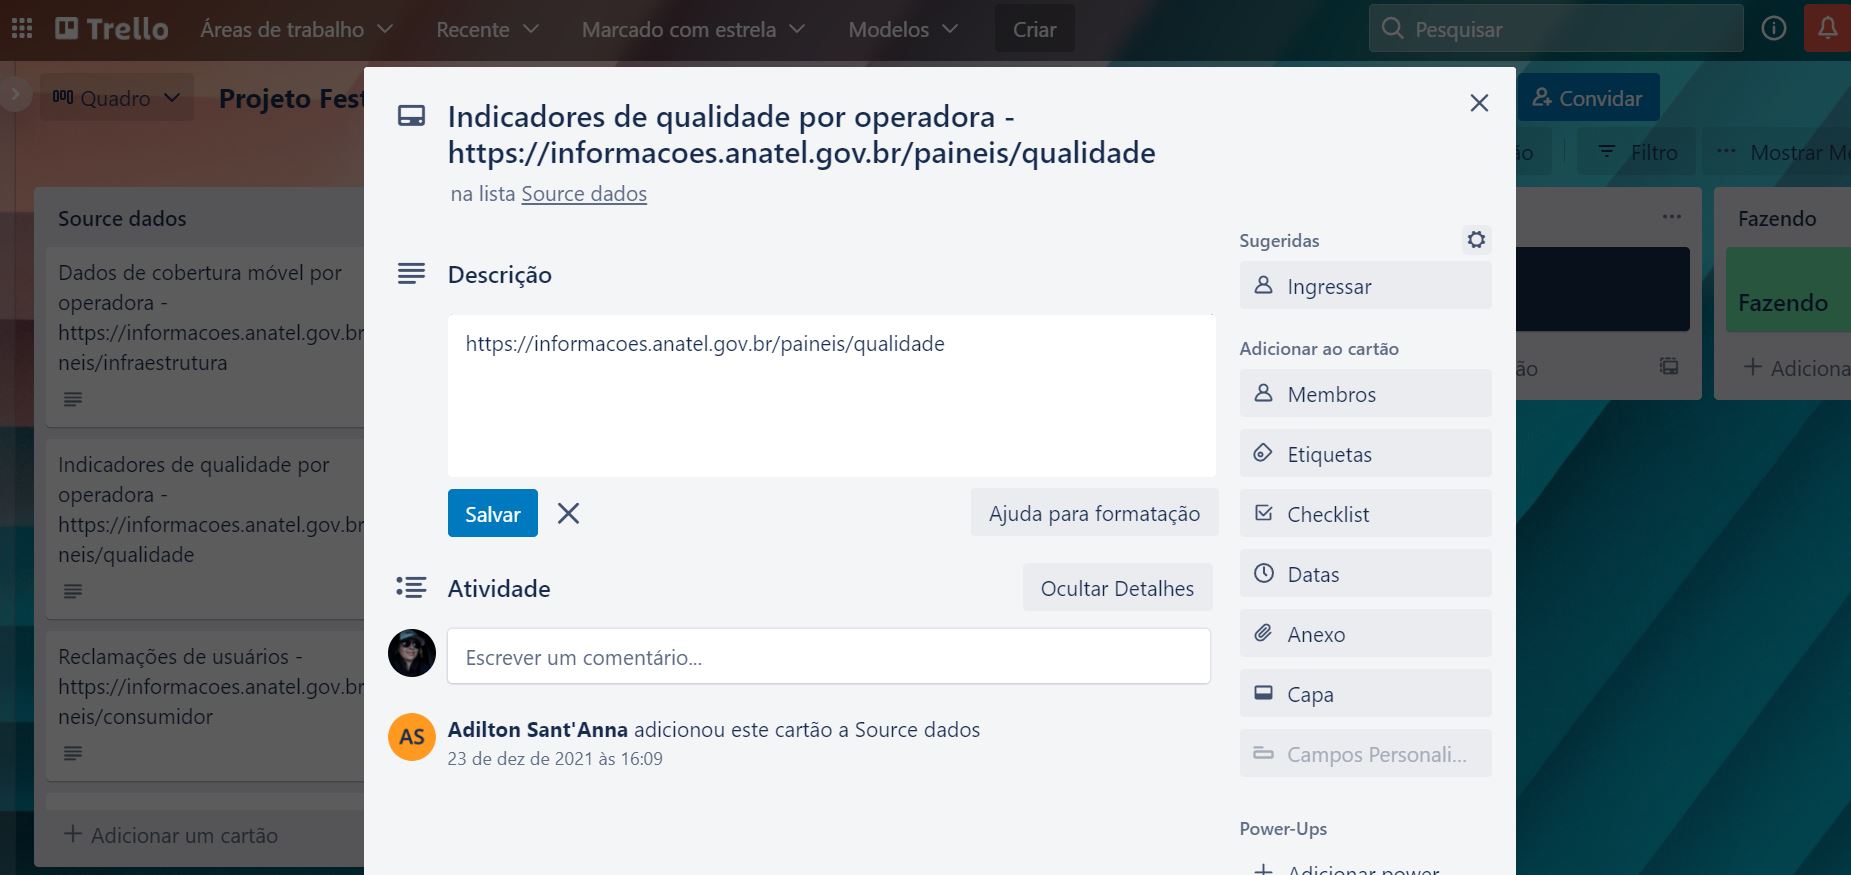 Trello
Áreas de trabalho
Recente
Marcado com estrela
Modelos
Criar
Pesquisar
Quadro
Projeto Fest
Convidar
Filtro
Mostrar
Source dados
Dados de cobertura móvel por
operadora -
https://informacoes.anatel.gov.br
neis/infraestrutura
Indicadores de qualidade por
operadora -
https://informacoes.anatel.gov.br
neis/qualidade
Reclamações de usuários -
https://informacoes.anatel.gov.br
neis/consumidor
+ Adicionar um cartão
Indicadores de qualidade por operadora -
https://informacoes.anatel.gov.br/paineis/qualidade
na lista Source dados
Descrição
https://informacoes.anatel.gov.br/paineis/qualidade
Salvar
Ajuda para formatação
Atividade
Ocultar Detalhes
Escrever um comentário...
AS
Adilton Sant'Anna adicionou este cartão a Source dados
23 de dez de 2021 às 16:09
Sugeridas
Ingressar
Adicionar ao cartão
Membros
Etiquetas
Checklist
Datas
Anexo
Capa
Campos Personali...
Power-Ups
+ Adicionar power
...
ão
Fazendo
Fazendo
+ Adiciona